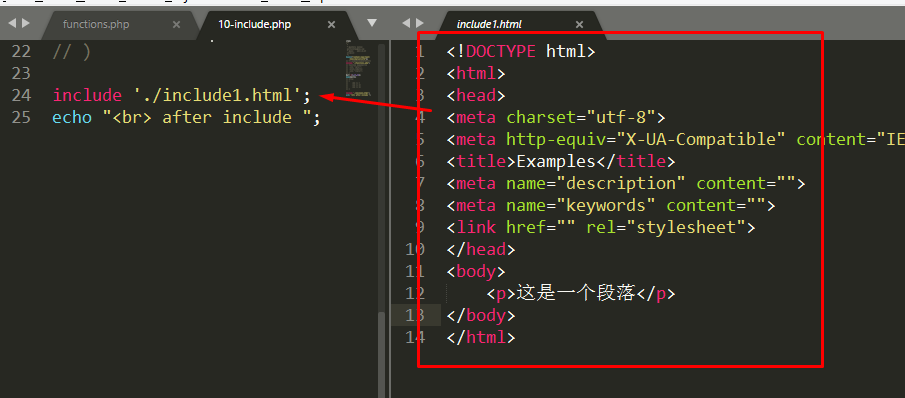 functions.php × 10-include.php × include1.html ×
22 // )
23
24 include './include1.html';
25 echo "<br> after include ";
1 <!DOCTYPE html>
2 <html>
3 <head>
4 <meta charset="utf-8">
5 <meta http-equiv="X-UA-Compatible" content="IE
6 <title>Examples</title>
7 <meta name="description" content="">
8 <meta name="keywords" content="">
9 <link href="" rel="stylesheet">
10 </head>
11 <body>
12 <p>这是一个段落</p>
13 </body>
14 </html>